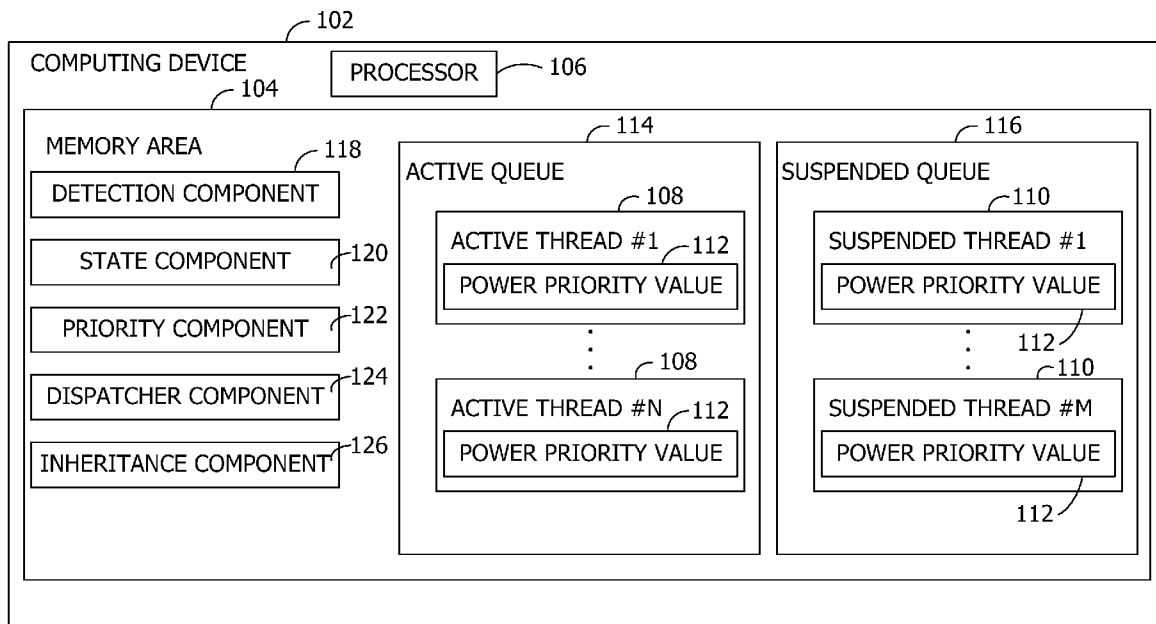 102
COMPUTING DEVICE
PROCESSOR
106
104
MEMORY AREA
118
DETECTION COMPONENT
STATE COMPONENT
120
PRIORITY COMPONENT
122
DISPATCHER COMPONENT
124
INHERITANCE COMPONENT
126
114
ACTIVE QUEUE
108
ACTIVE THREAD #1
112
POWER PRIORITY VALUE
108
ACTIVE THREAD #N
112
POWER PRIORITY VALUE
116
SUSPENDED QUEUE
110
SUSPENDED THREAD #1
POWER PRIORITY VALUE
112
110
SUSPENDED THREAD #M
POWER PRIORITY VALUE
112